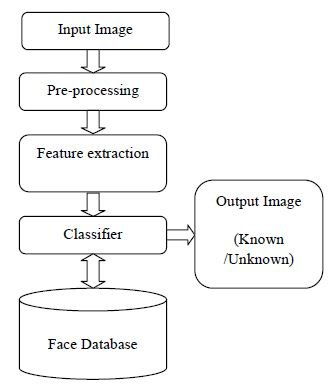 Input Image
Pre-processing
Feature extraction
Classifier
Output Image
(Known
/Unknown)
Face Database